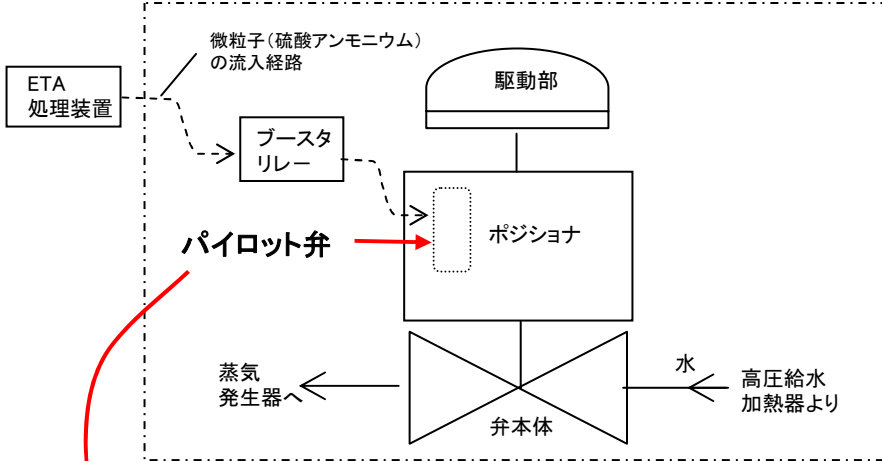 微粒子（硫酸アンモニウム）
の流入経路
ETA
処理装置
駆動部
ブースタ
リレー
パイロット弁
ポジショナ
蒸気
発生器へ
水
高圧給水
加熱器より
弁本体